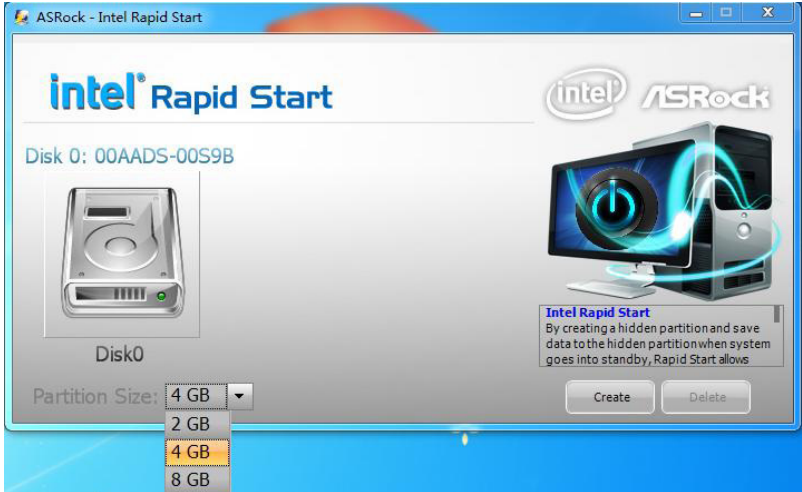 ASRock - Intel Rapid Start
intel® Rapid Start
intel ASRock
Disk 0: 00AADS-00S9B
Disk0
Intel Rapid Start
By creating a hidden partition and save
data to the hidden partition when system
goes into standby, Rapid Start allows
Partition Size: 4 GB
2 GB
4 GB
8 GB
Create Delete